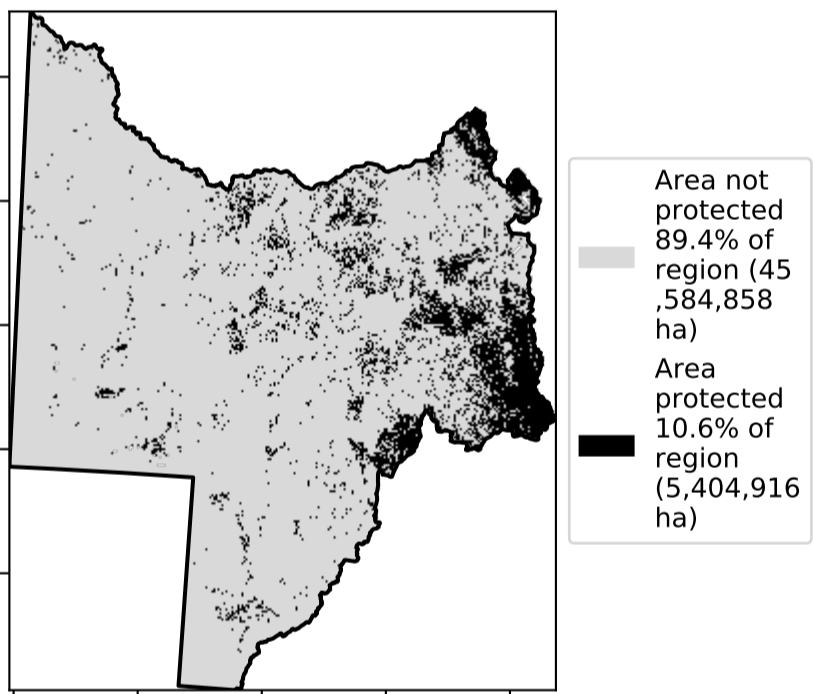 Area not
protected
89.4% of
region (45
,584,858
ha)
Area
protected
10.6% of
region
(5,404,916
ha)